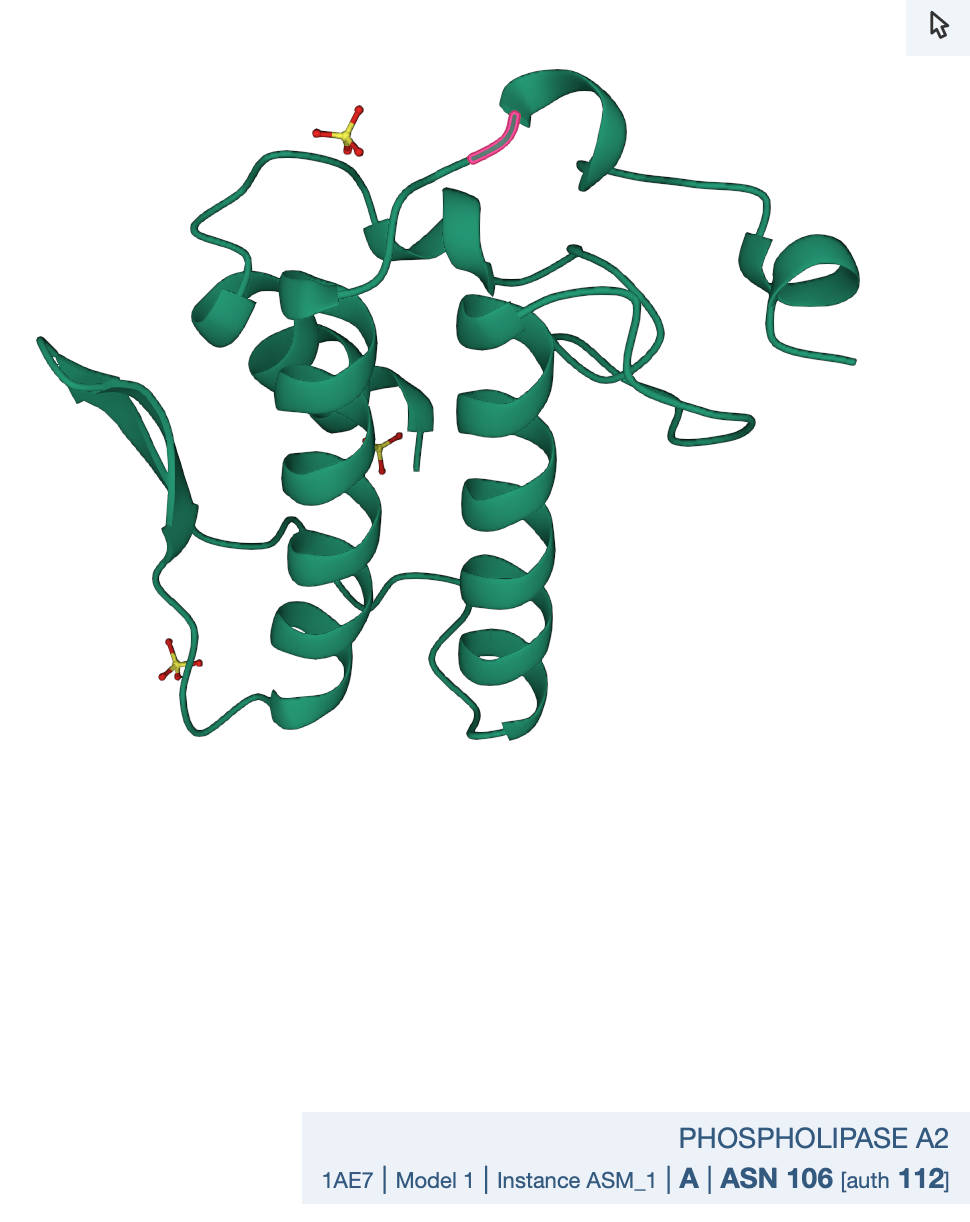 PHOSPHOLIPASE A2
1AE7 | Model 1 | Instance ASM_1 | A | ASN 106 [auth 112]